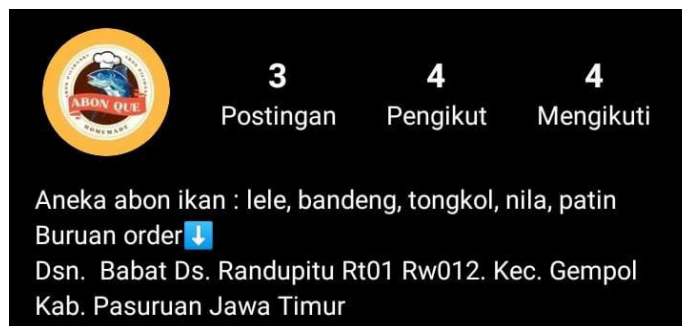 3 4 4
Postingan Pengikut Mengikuti
ABON QUE
HOMEMADE
Aneka abon ikan : lele, bandeng, tongkol, nila, patin
Buruan order⬇️
Dsn.  Babat Ds. Randupitu Rt01 Rw012. Kec. Gempol
Kab. Pasuruan Jawa Timur